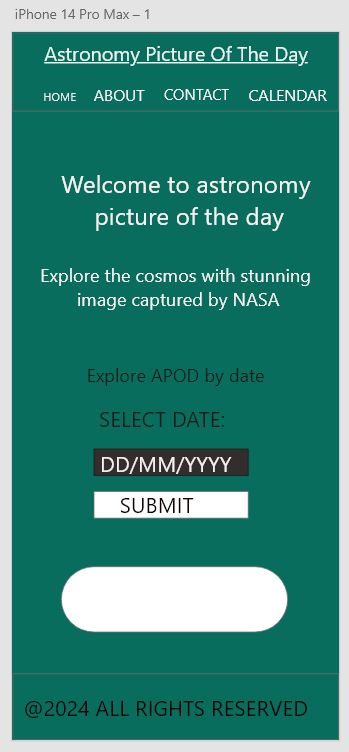 iPhone 14 Pro Max – 1
Astronomy Picture Of The Day
HOME ABOUT CONTACT CALENDAR
Welcome to astronomy
picture of the day
Explore the cosmos with stunning
image captured by NASA
Explore APOD by date
SELECT DATE:
DD/MM/YYYY
SUBMIT
@2024 ALL RIGHTS RESERVED